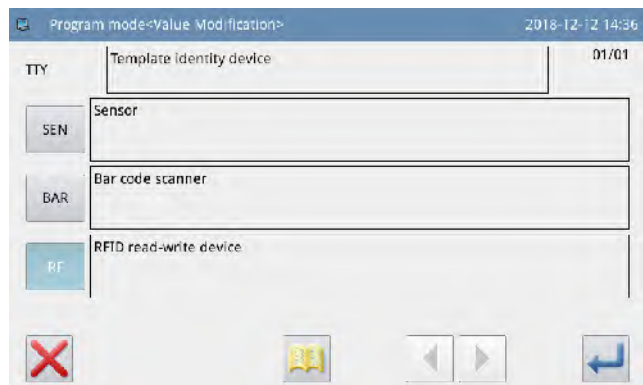 Program mode<Value Modification> 2018-12-12 14:36
TTY Template identity device 01/01
SEN Sensor
BAR Bar code scanner
RF RFID read-write device